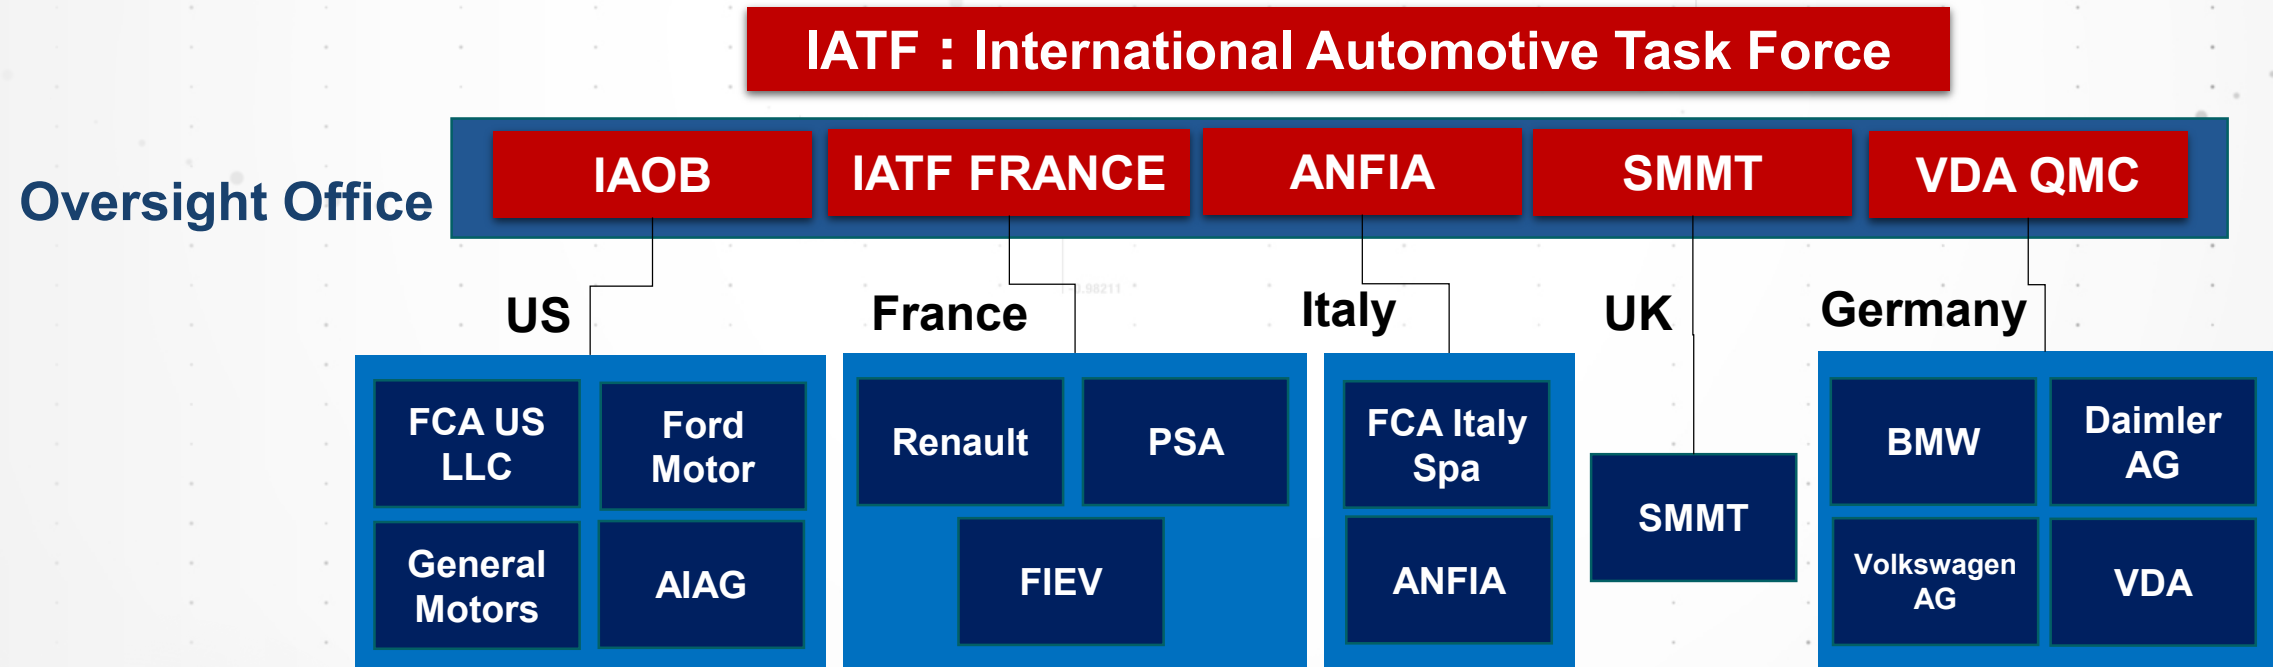 IATF：International Automotive Task Force
Oversight Office
IAOB
IATF FRANCE
ANFIA
SMMT
VDA QMC
US
France
Italy
UK
Germany
FCA US
LLC
Ford
Motor
General
Motors
AIAG
Renault
PSA
FIEV
FCA Italy
Spa
ANFIA
SMMT
BMW
Daimler
AG
Volkswagen
AG
VDA